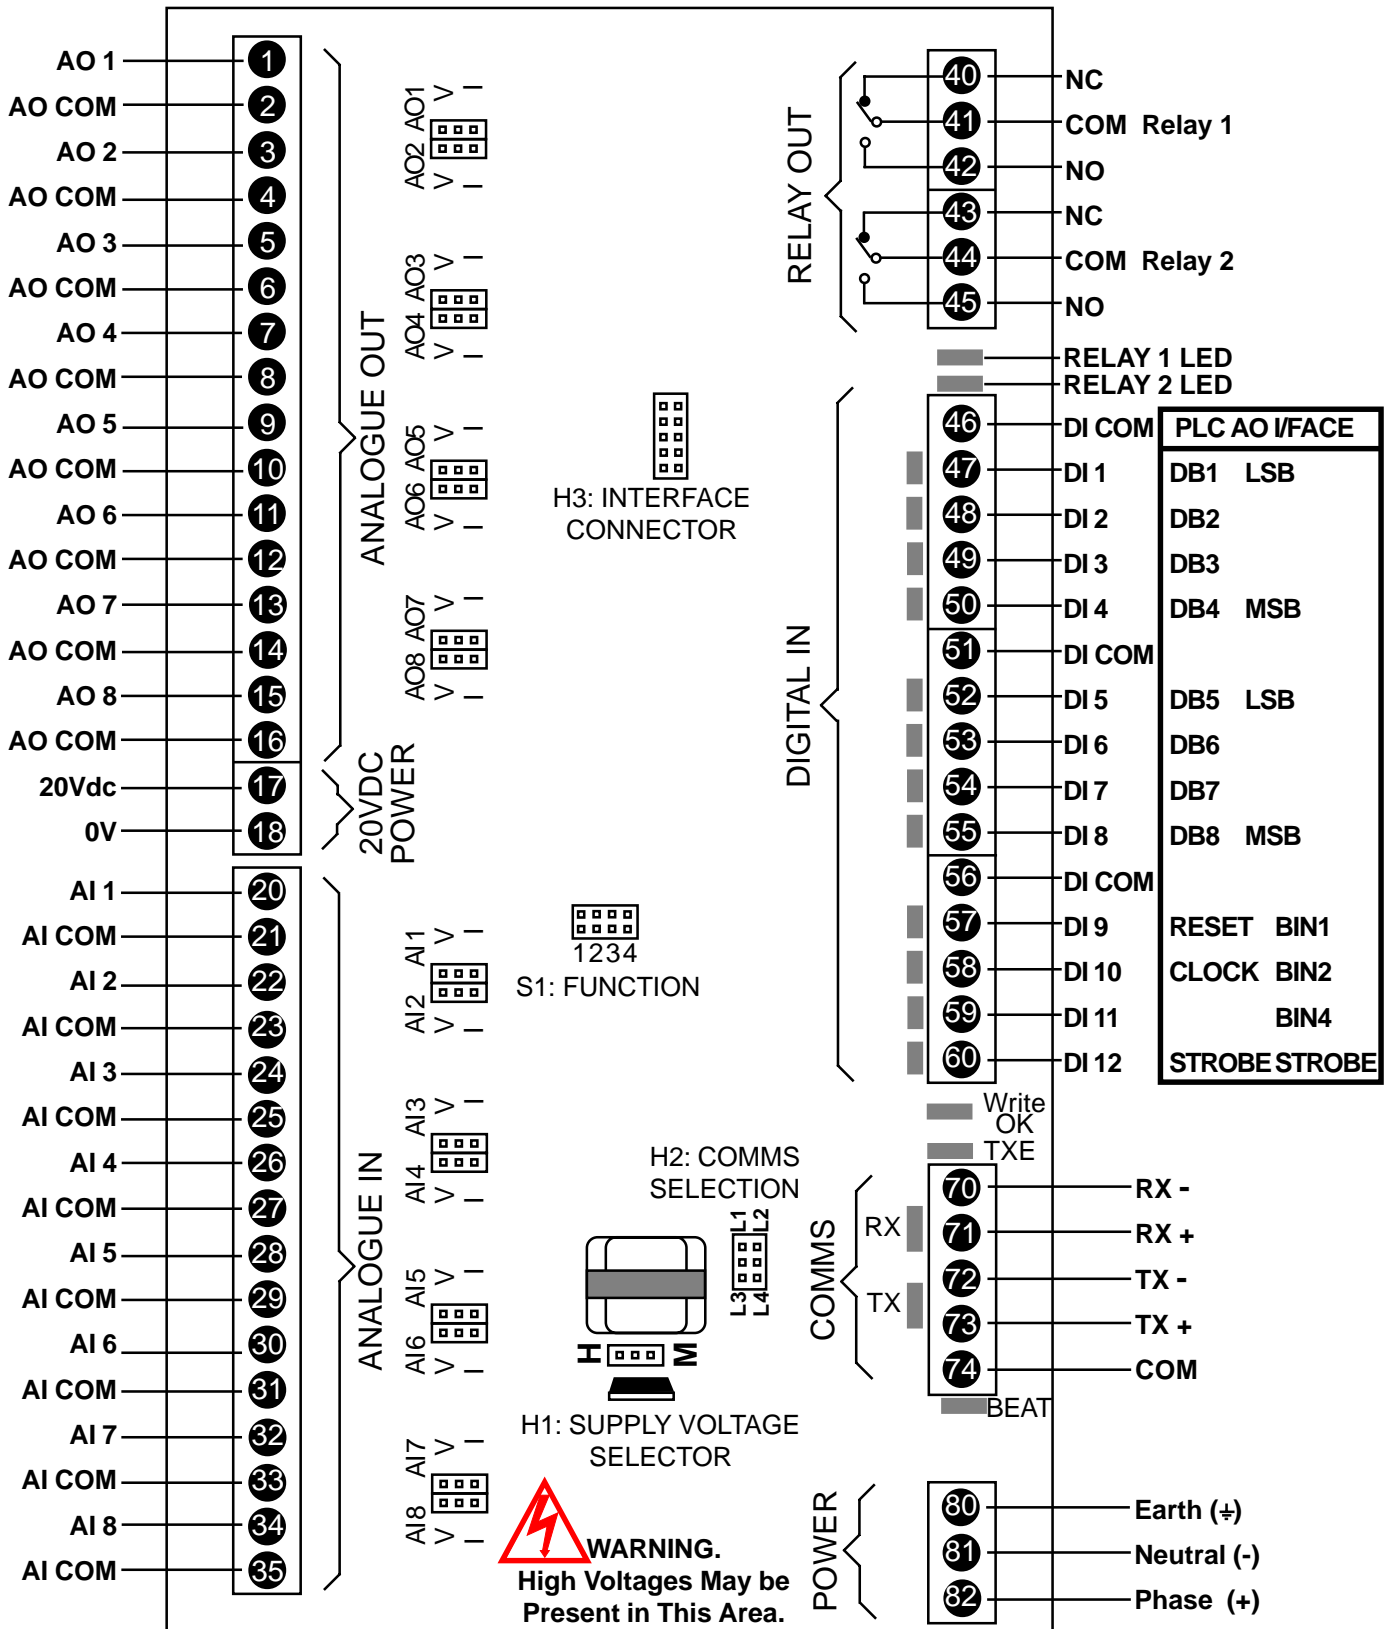 AO 1 1
AO COM 2
AO 2 3
AO COM 4
AO 3 5
AO COM 6
AO 4 7
AO COM 8
AO 5 9
AO COM 10
AO 6 11
AO COM 12
AO 7 13
AO COM 14
AO 8 15
AO COM 16
20Vdc 17
0V 18
ANALOGUE OUT
20VDC
POWER
AI 1 20
AI COM 21
AI 2 22
AI COM 23
AI 3 24
AI COM 25
AI 4 26
AI COM 27
AI 5 28
AI COM 29
AI 6 30
AI COM 31
AI 7 32
AI COM 33
AI 8 34
AI COM 35
ANALOGUE IN
AO1 V I
AO2 V I
AO3 V I
AO4 V I
AO5 V I
AO6 V I
AO7 V I
AO8 V I
AI 1 V I
AI2 V I
AI3 V I
AI4 V I
AI5 V I
AI6 V I
AI7 V I
AI8 V I
H3: INTERFACE
CONNECTOR
1234
S1: FUNCTION
H2: COMMS
SELECTION
L1 L2
L3 L4
H M
H1: SUPPLY VOLTAGE
SELECTOR
WARNING.
High Voltages May be
Present in This Area.
RELAY OUT
40 NC
41 COM Relay 1
42 NO
43 NC
44 COM Relay 2
45 NO
RELAY 1 LED
RELAY 2 LED
DIGITAL IN
46 DI COM PLC AO I/FACE
47 DI 1 DB1 LSB
48 DI 2 DB2
49 DI 3 DB3
50 DI 4 DB4 MSB
51 DI COM
52 DI 5 DB5 LSB
53 DI 6 DB6
54 DI 7 DB7
55 DI 8 DB8 MSB
56 DI COM
57 DI 9 RESET BIN1
58 DI 10 CLOCK BIN2
59 DI 11 BIN4
60 DI 12 STROBE STROBE
Write
OK
TXE
COMMS
RX
TX
70 RX -
71 RX +
72 TX -
73 TX +
74 COM
BEAT
POWER
80 Earth (⏚)
81 Neutral (-)
82 Phase (+)